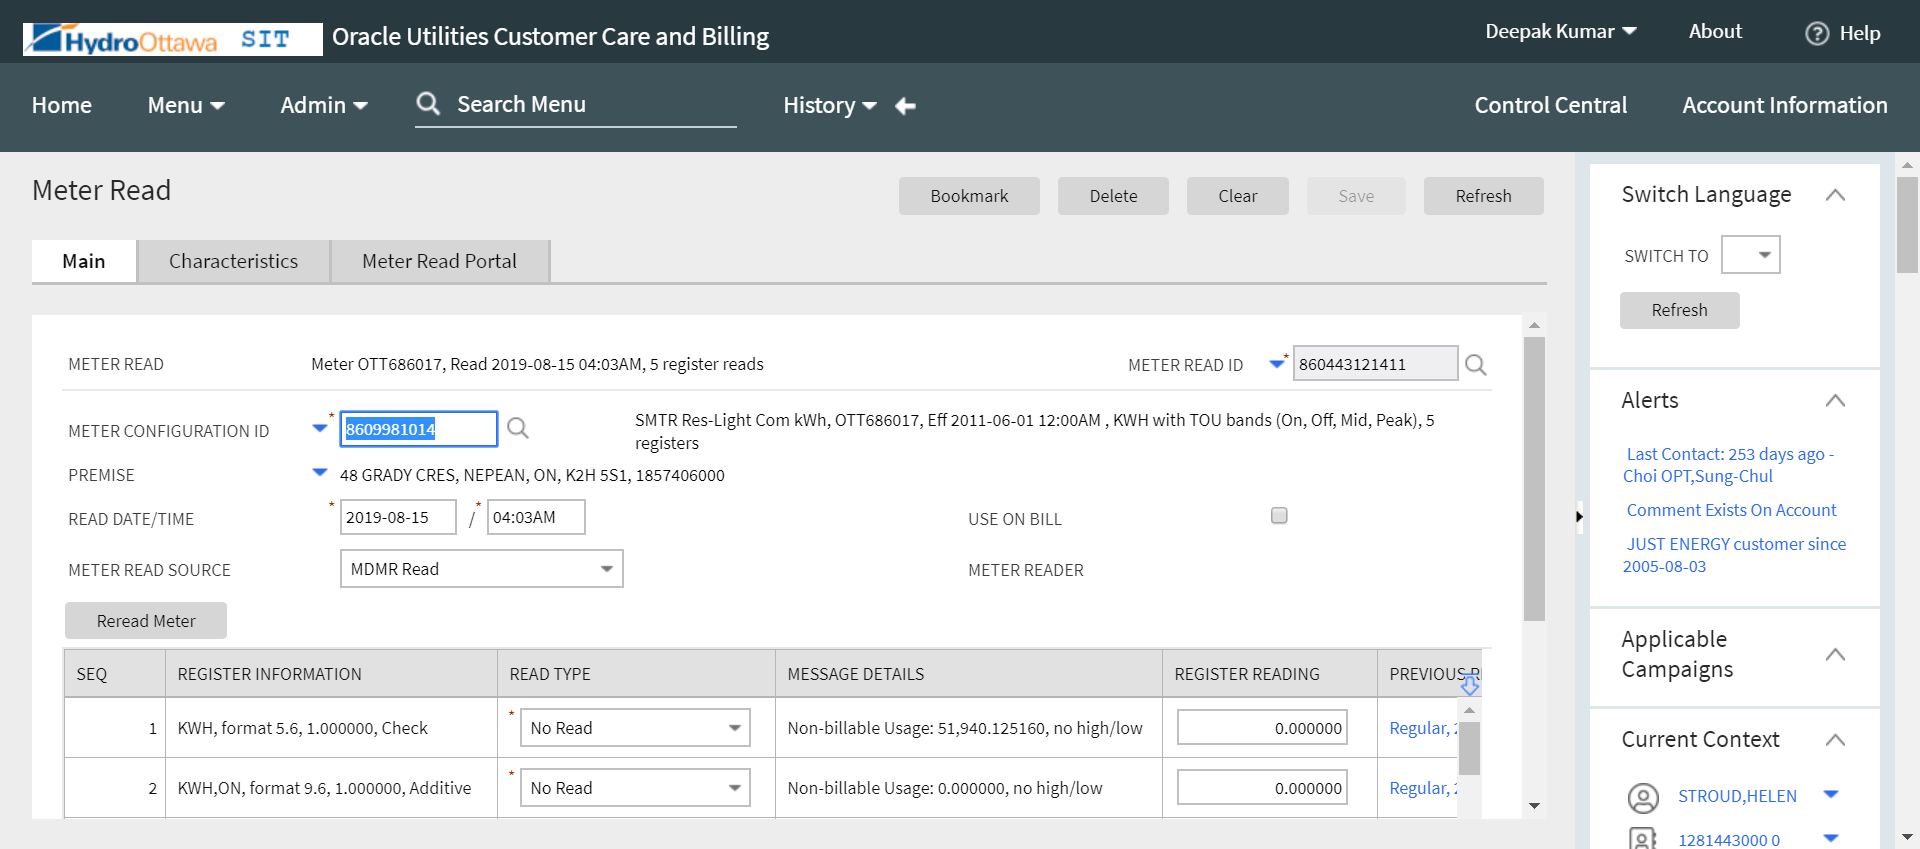 HydroOttawa SIT Oracle Utilities Customer Care and Billing Deepak Kumar About ? Help
Home Menu Admin Search Menu History Control Central Account Information
Meter Read Bookmark Delete Clear Save Refresh
Main Characteristics Meter Read Portal
METER READ Meter OTT686017, Read 2019-08-15 04:03AM, 5 register reads METER READ ID * 860443121411
METER CONFIGURATION ID * 8609981014 SMTR Res-Light Com kWh, OTT686017, Eff 2011-06-01 12:00AM , KWH with TOU bands (On, Off, Mid, Peak), 5
registers
PREMISE 48 GRADY CRES, NEPEAN, ON, K2H 5S1, 1857406000
READ DATE/TIME * 2019-08-15 / * 04:03AM USE ON BILL
METER READ SOURCE MDMR Read METER READER
Reread Meter
SEQ REGISTER INFORMATION READ TYPE MESSAGE DETAILS REGISTER READING PREVIOUS
1 KWH, format 5.6, 1.000000, Check * No Read Non-billable Usage: 51,940.125160, no high/low 0.000000 Regular,
2 KWH,ON, format 9.6, 1.000000, Additive * No Read Non-billable Usage: 0.000000, no high/low 0.000000 Regular,
Switch Language
SWITCH TO
Refresh
Alerts
Last Contact: 253 days ago -
Choi OPT,Sung-Chul
Comment Exists On Account
JUST ENERGY customer since
2005-08-03
Applicable
Campaigns
Current Context
STROUD,HELEN
1281443000 0